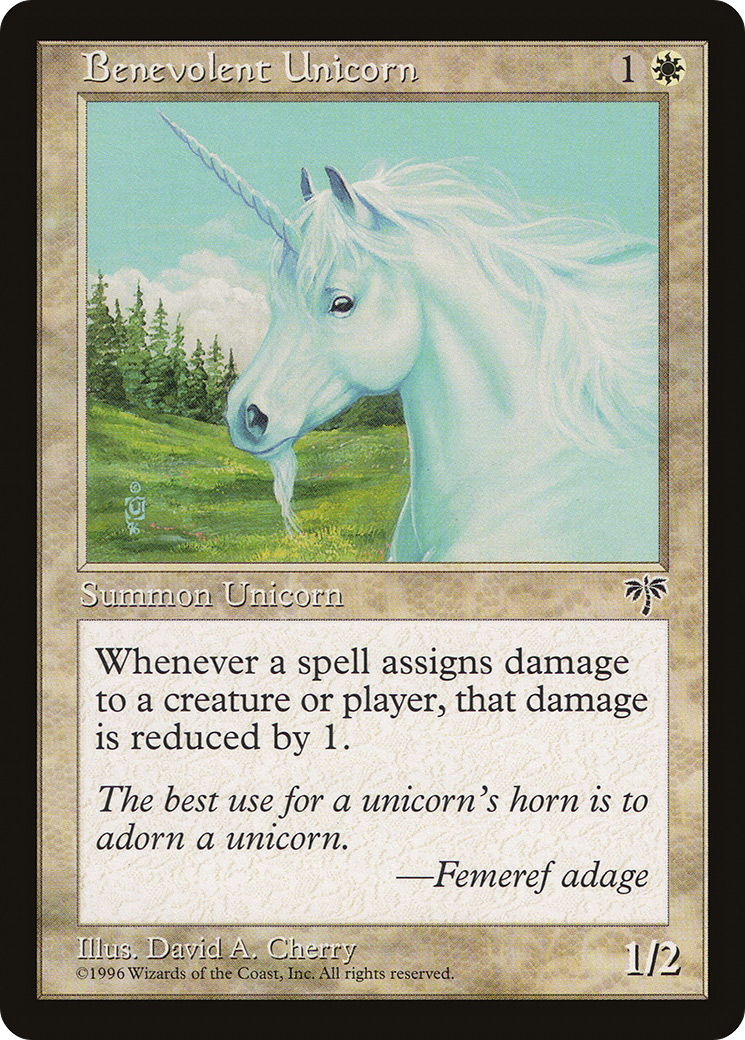 Benevolent Unicorn 1
Summon Unicorn
Whenever a spell assigns damage
to a creature or player, that damage
is reduced by 1.
The best use for a unicorn's horn is to
adorn a unicorn.
—Femeref adage
Illus. David A. Cherry
©1996 Wizards of the Coast, Inc. All rights reserved.
1/2